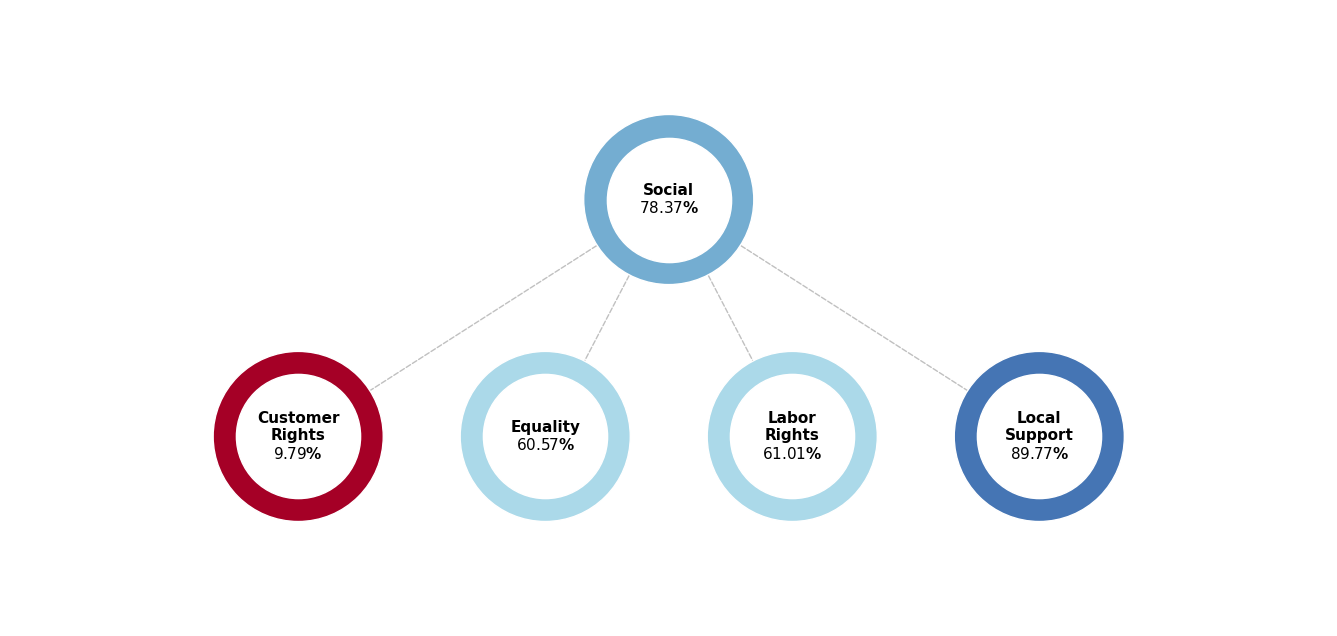 Social
78.37%
Customer
Rights
9.79%
Equality
60.57%
Labor
Rights
61.01%
Local
Support
89.77%